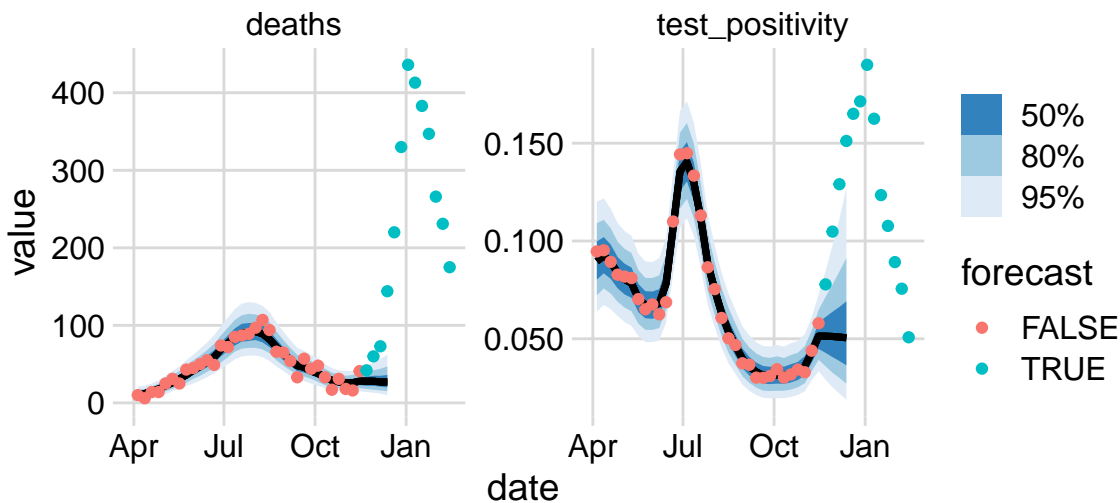 deaths
test_positivity
value
400
300
200
100
0
Apr
Jul
Oct
Jan
0.150
0.100
0.050
Apr
Jul
Oct
Jan
date
50%
80%
95%
forecast
FALSE
TRUE